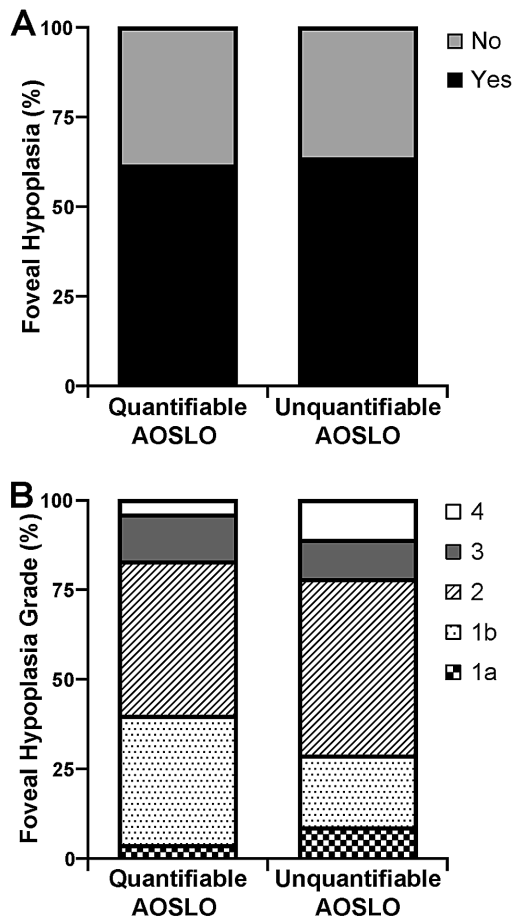 A
100
75
50
25
0
Foveal Hypoplasia (%)
No
Yes
Quantifiable
AOSLO
Unquantifiable
AOSLO
B
100
75
50
25
0
Foveal Hypoplasia Grade (%)
4
3
2
1b
1a
Quantifiable
AOSLO
Unquantifiable
AOSLO